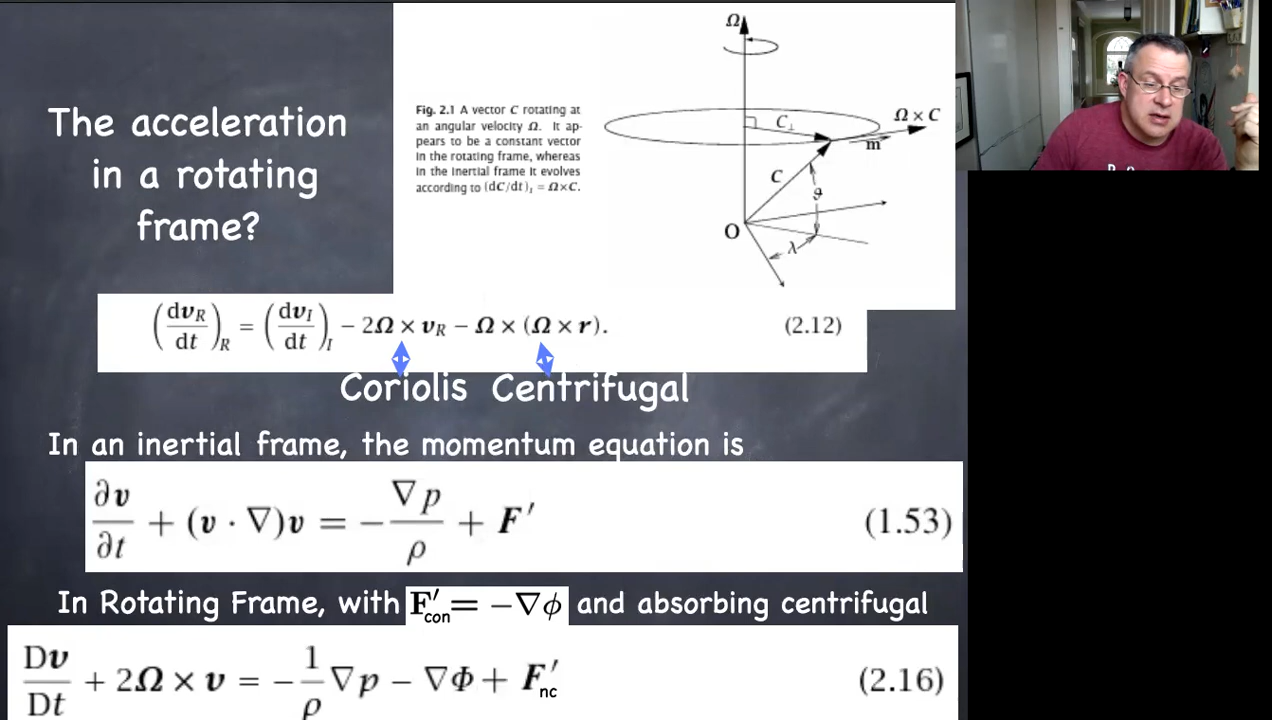 The acceleration
in a rotating
frame?
Fig. 2.1 A vector C rotating at
an angular velocity Ω. It ap-
pears to be a constant vector
in the rotating frame, whereas
in the inertial frame it evolves
according to (dC/dt)_I = Ω×C.
Ω
C⊥
Ω × C
m
C
ϑ
O
λ
(dv_R/dt)_R = (dv_I/dt)_I − 2Ω × v_R − Ω × (Ω × r). (2.12)
Coriolis Centrifugal
In an inertial frame, the momentum equation is
∂v/∂t + (v · ∇)v = −∇p/ρ + F′ (1.53)
In Rotating Frame, with F′_con = −∇ϕ and absorbing centrifugal
Dv/Dt + 2Ω × v = −1/ρ ∇p − ∇Φ + F′_nc (2.16)